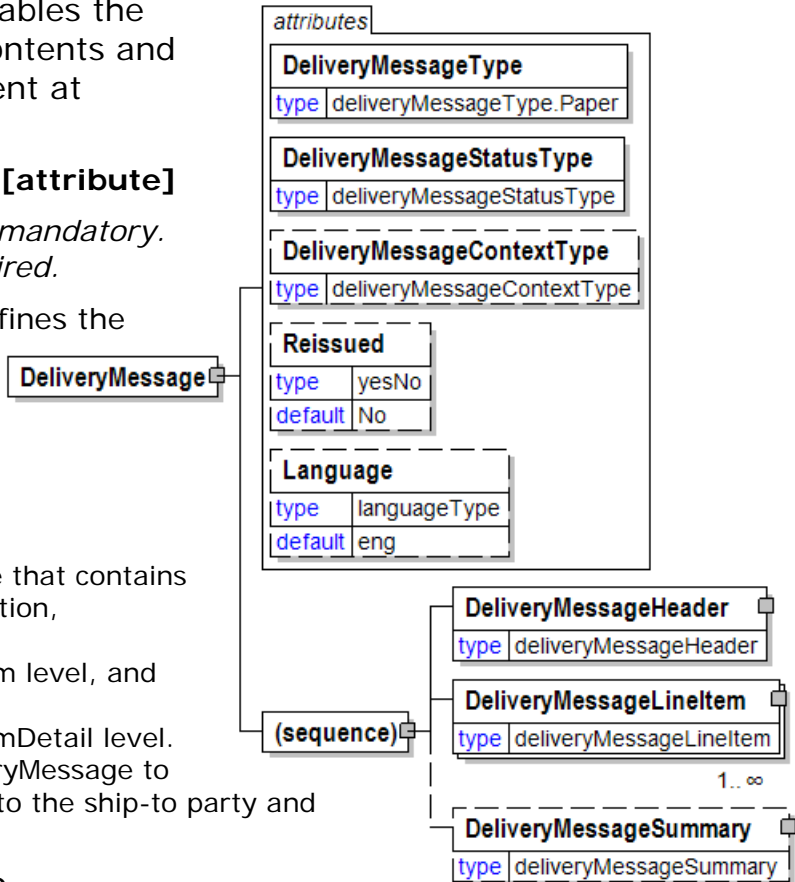 ables the
ontents and
ent at
[attribute]
mandatory.
ired.
fines the
e that contains
tion,
m level, and
mDetail level.
ryMessage to
to the ship-to party and
attributes
DeliveryMessageType
type deliveryMessageType.Paper
DeliveryMessageStatusType
type deliveryMessageStatusType
DeliveryMessageContextType
type deliveryMessageContextType
Reissued
type yesNo
default No
Language
type languageType
default eng
DeliveryMessage
(sequence)
DeliveryMessageHeader
type deliveryMessageHeader
DeliveryMessageLineItem
type deliveryMessageLineItem
1..∞
DeliveryMessageSummary
type deliveryMessageSummary